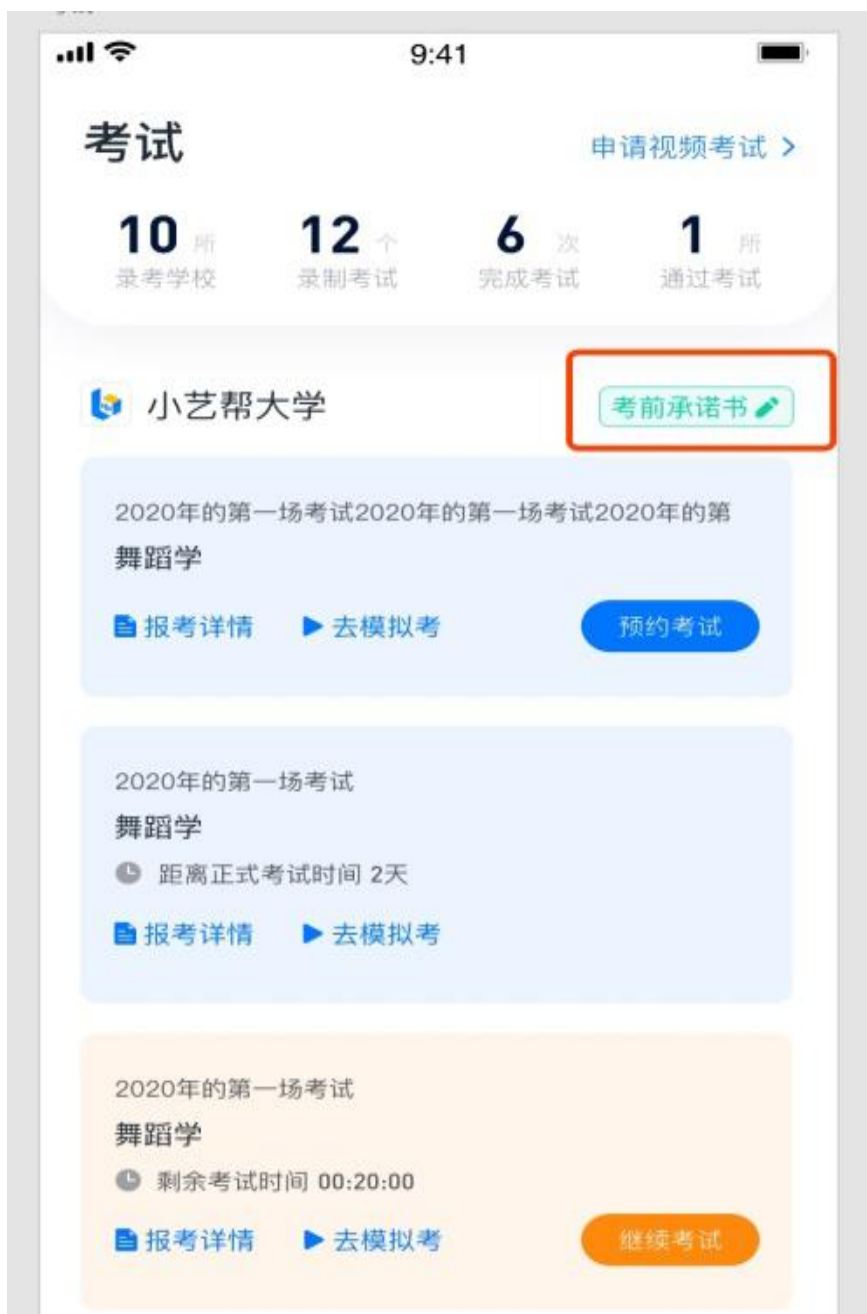 9:41
考试
申请视频考试 >
10 所
12 个
6 次
1 所
录考学校
录制考试
完成考试
通过考试
小艺帮大学
考前承诺书
2020年的第一场考试2020年的第一场考试2020年的第
舞蹈学
报考详情
去模拟考
预约考试
2020年的第一场考试
舞蹈学
距离正式考试时间 2天
报考详情
去模拟考
2020年的第一场考试
舞蹈学
剩余考试时间 00:20:00
报考详情
去模拟考
继续考试